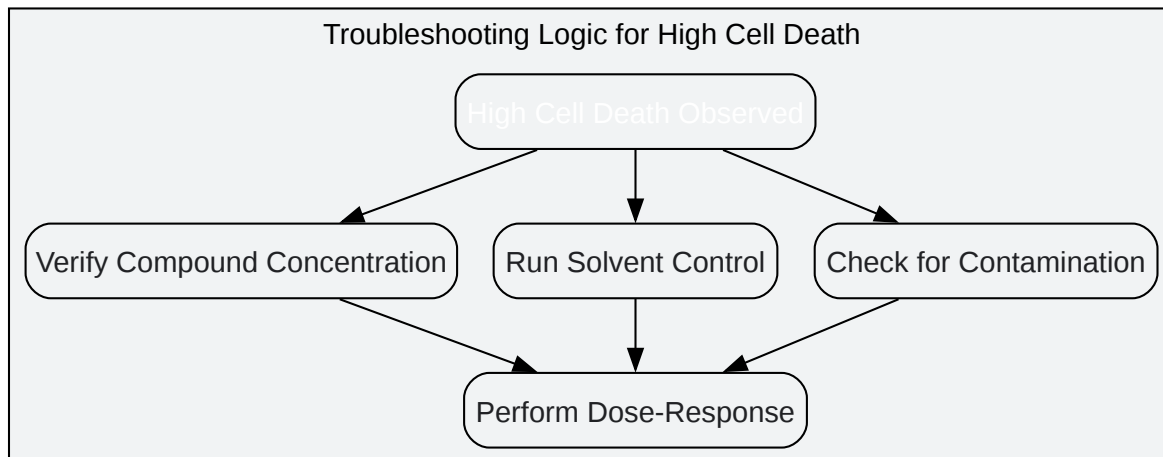 Troubleshooting Logic for High Cell Death
High Cell Death Observed
Verify Compound Concentration
Run Solvent Control
Check for Contamination
Perform Dose-Response